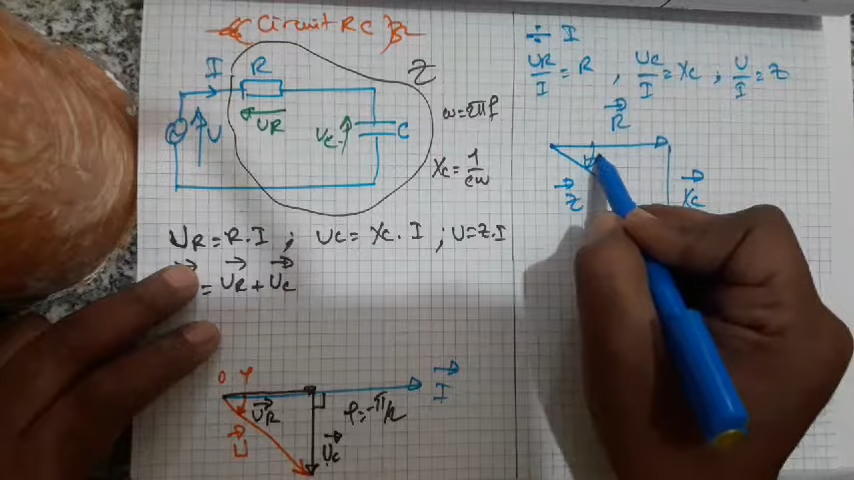 Circuit RC
I R Z
U UR UC C
ω=2πf
XC=1/cω
UR=R.I ; UC=XC.I ; U=Z.I
=UR+UC
O φ UR I
U φ=-π/2
UC
÷ I
UR/I=R , UC/I=XC ; U/I=Z
R
Z XC